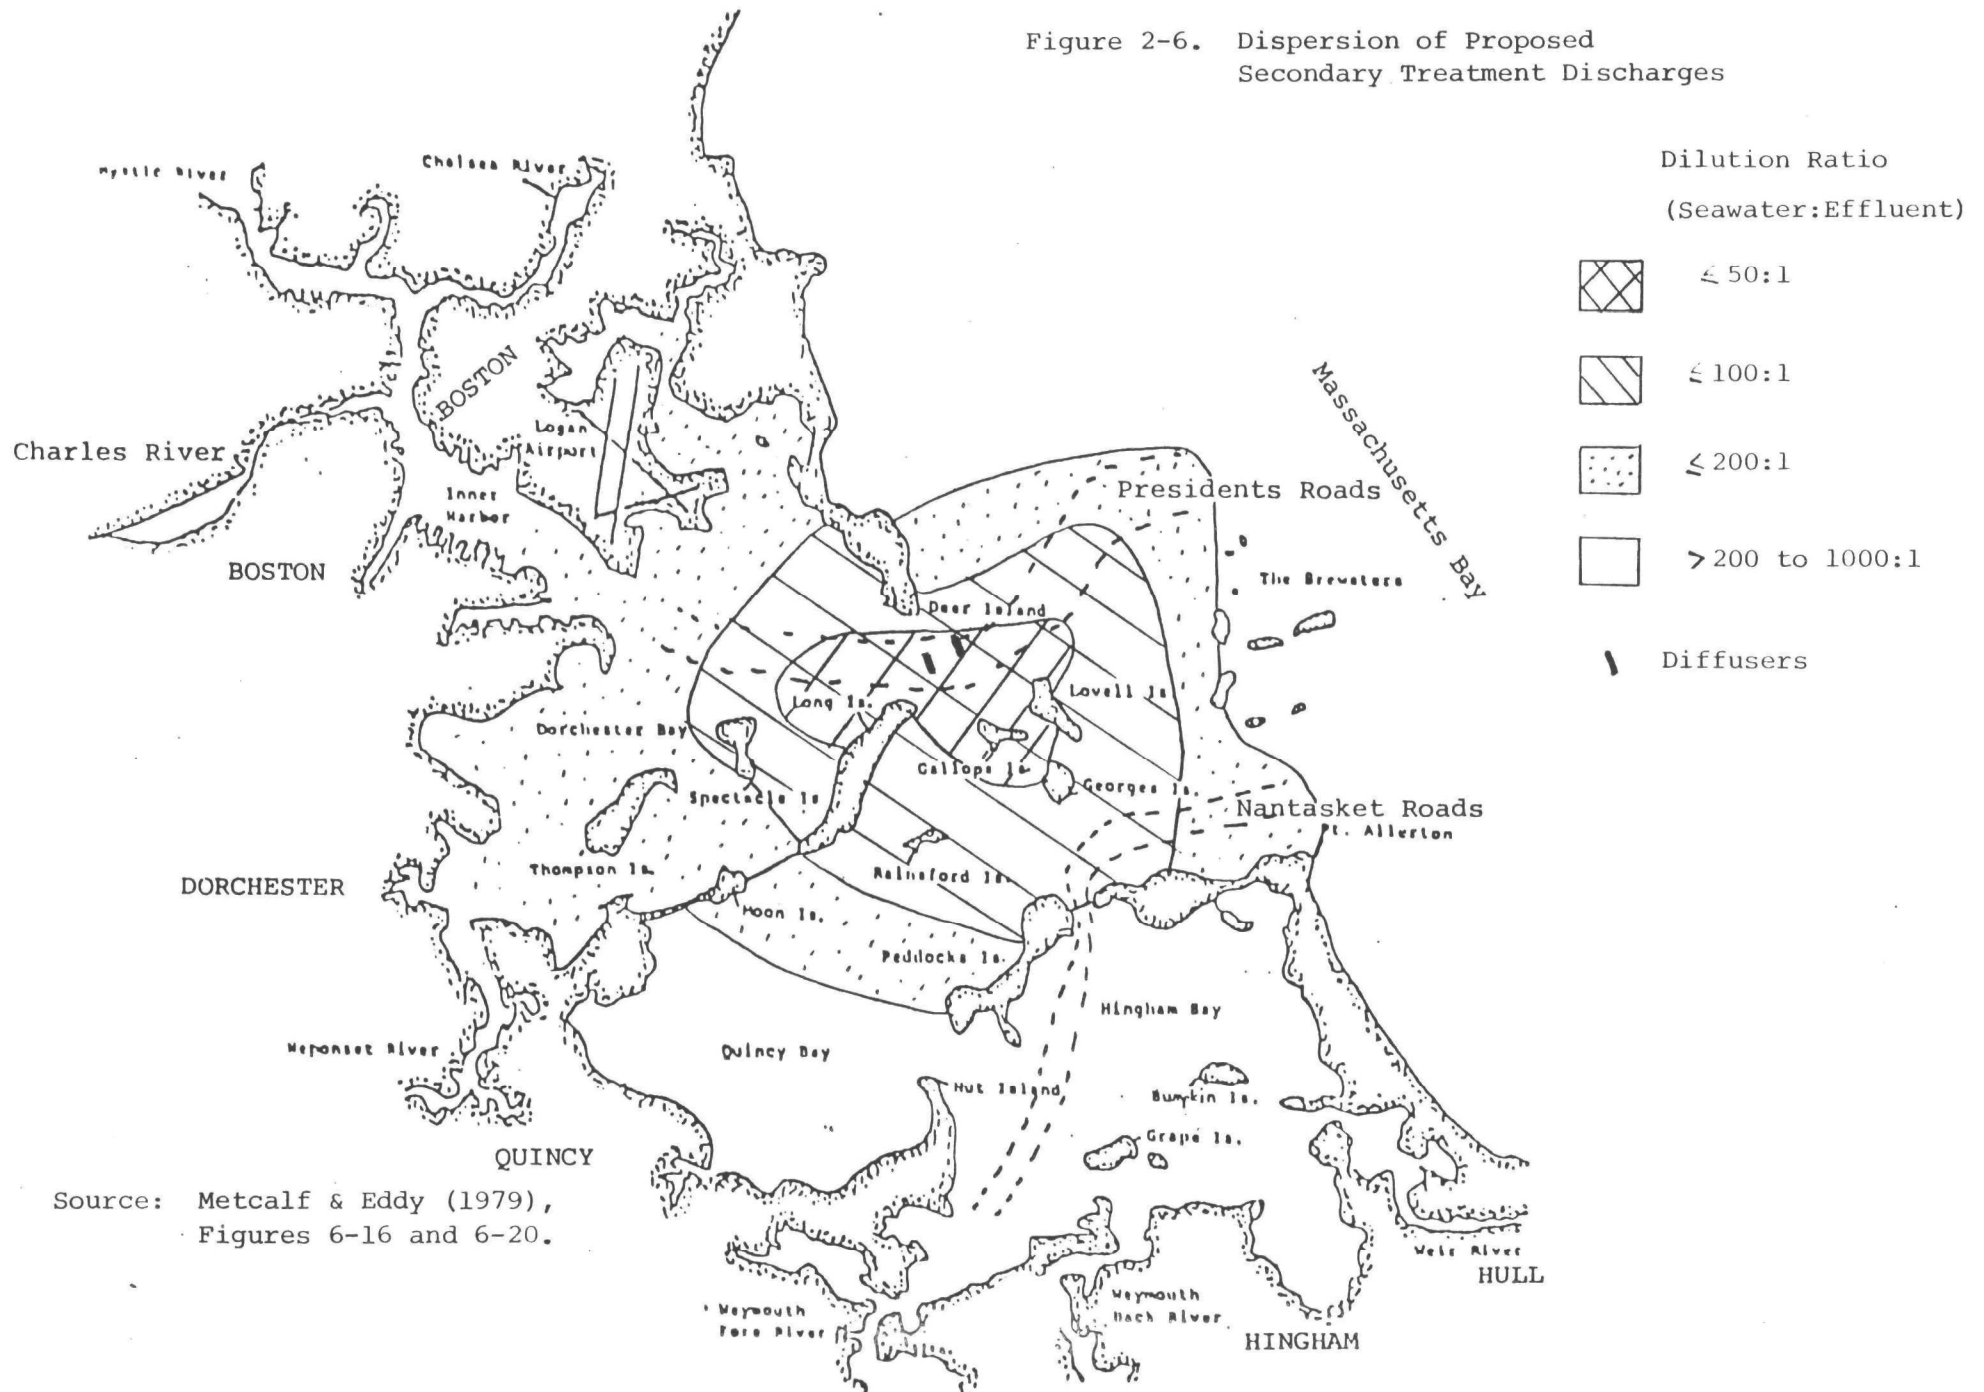 Figure 2-6. Dispersion of Proposed
Secondary Treatment Discharges
Dilution Ratio
(Seawater:Effluent)
≤ 50:1
≤ 100:1
≤ 200:1
> 200 to 1000:1
Diffusers
Mystic River
Chelsea River
BOSTON
Logan
Airport
Charles River
Inner
Harbor
BOSTON
Presidents Roads
Massachusetts Bay
The Brewsters
Deer Island
Long Is.
Lovell Is.
Dorchester Bay
Spectacle Is.
Gallops Is.
Georges Is.
Nantasket Roads
Pt. Allerton
Thompson Is.
Rainsford Is.
DORCHESTER
Moon Is.
Peddocks Is.
Hingham Bay
Neponset River
Quincy Bay
Nut Island
Bumpkin Is.
Grape Is.
QUINCY
Source: Metcalf & Eddy (1979),
Figures 6-16 and 6-20.
Weir River
HULL
Weymouth
Fore River
Weymouth
Back River
HINGHAM